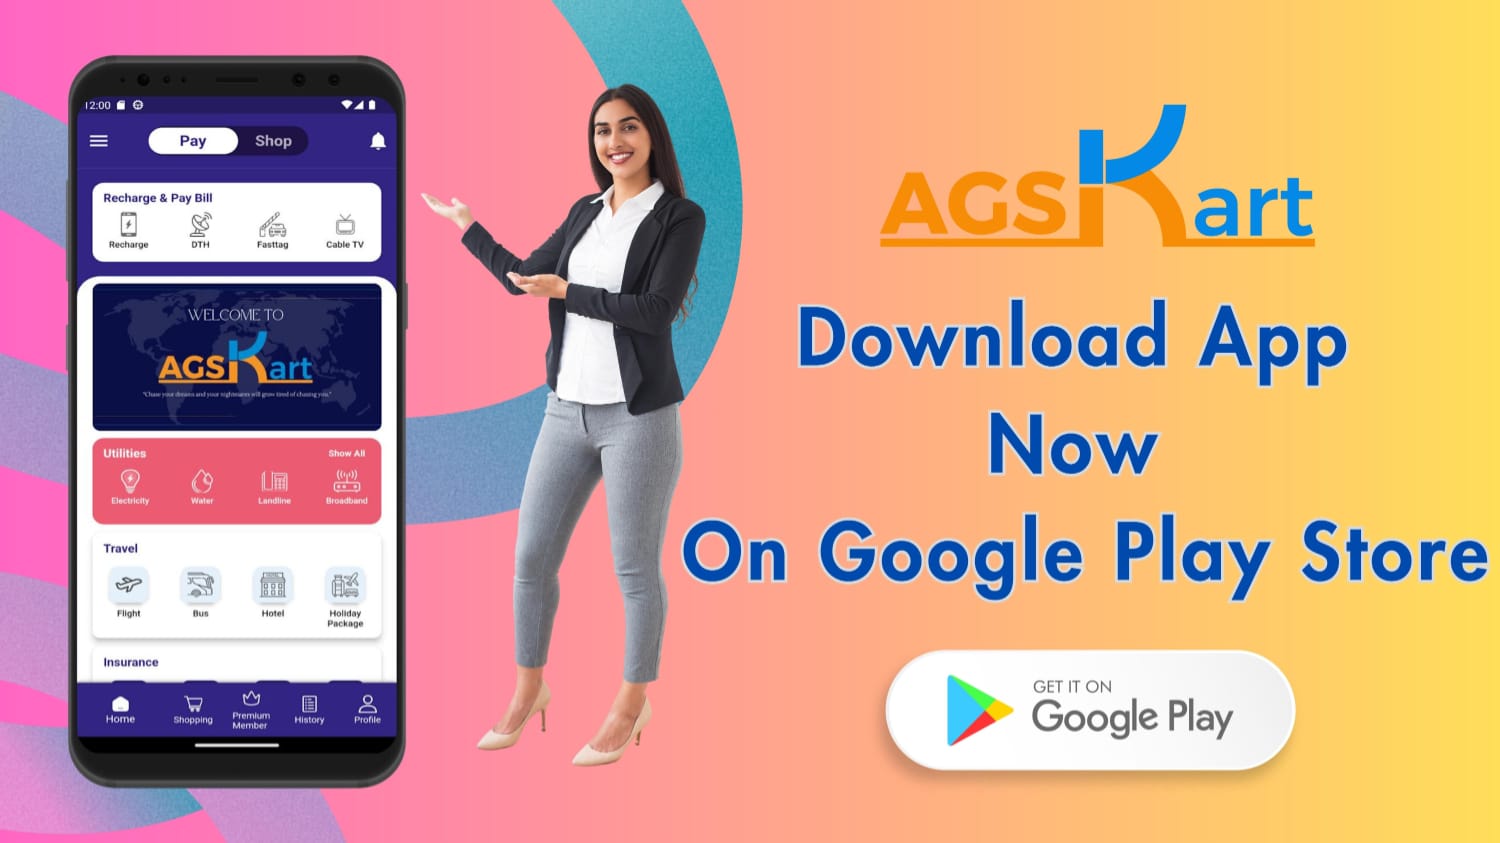 12:00
Pay
Shop
Recharge & Pay Bill
Recharge
DTH
Fasttag
Cable TV
WELCOME TO
AGSKart
"Chase your dreams and your nightmares will grow tired of chasing you."
Utilities
Show All
Electricity
Water
Landline
Broadband
Travel
Flight
Bus
Hotel
Holiday
Package
Insurance
Home
Shopping
Premium
Member
History
Profile
AGSKart
Download App
Now
On Google Play Store
GET IT ON
Google Play